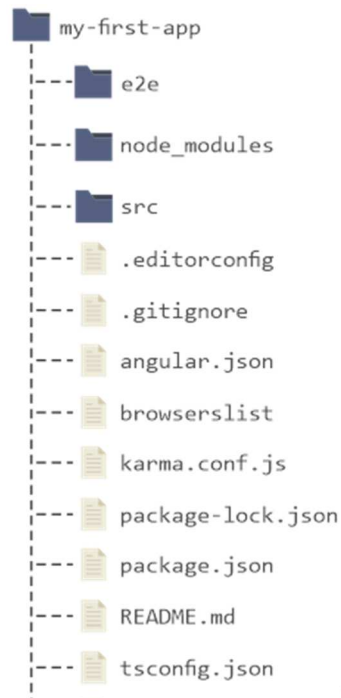 my-first-app
e2e
node_modules
src
.editorconfig
.gitignore
angular.json
browserslist
karma.conf.js
package-lock.json
package.json
README.md
tsconfig.json